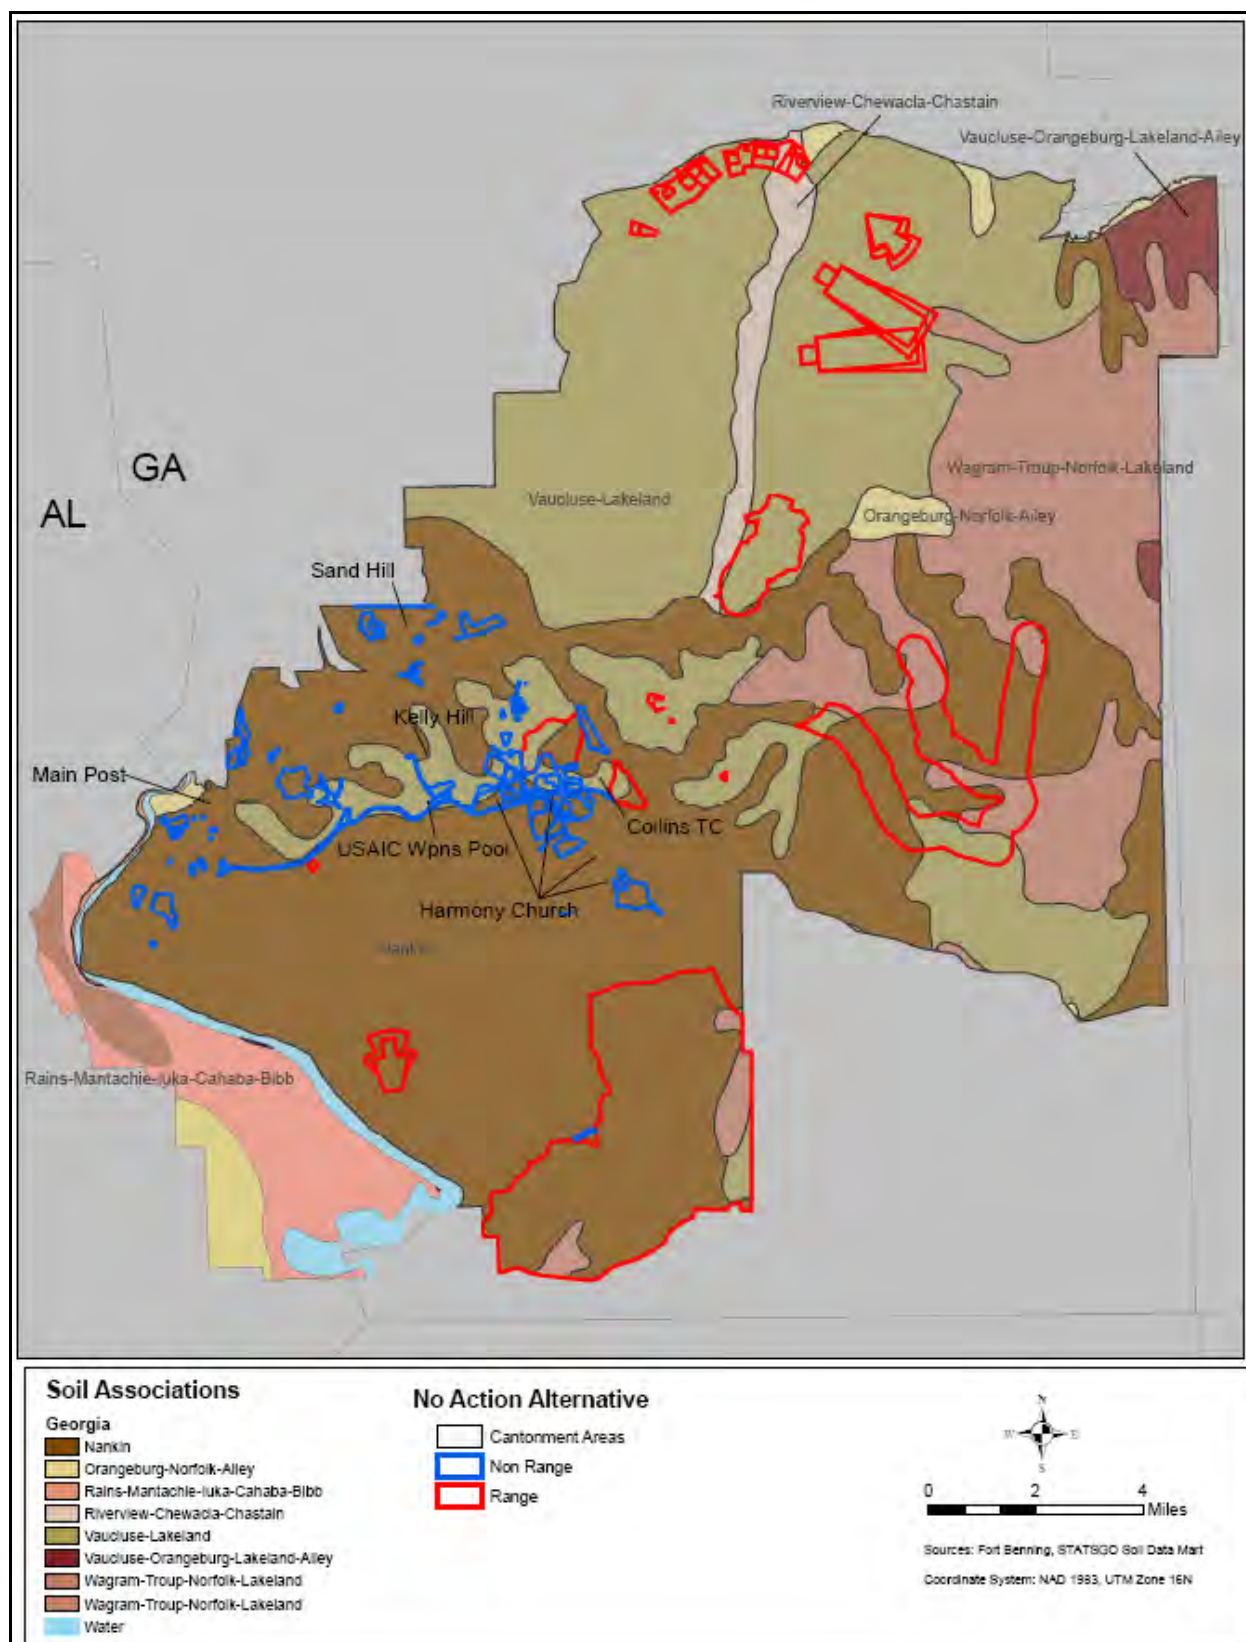 Riverview-Chewacla-Chastain
Vaucluse-Orangeburg-Lakeland-Ailey
GA
AL
Wagram-Troup-Norfolk-Lakeland
Vaucluse-Lakeland
Orangeburg-Norfolk-Ailey
Sand Hill
Kelly Hill
Main Post
Collins TC
USAIC Wpns Pool
Harmony Church
Nankin
Rains-Mantachie-Iuka-Cahaba-Bibb
Soil Associations
Georgia
Nankin
Orangeburg-Norfolk-Ailey
Rains-Mantachie-Iuka-Cahaba-Bibb
Riverview-Chewacla-Chastain
Vaucluse-Lakeland
Vaucluse-Orangeburg-Lakeland-Ailey
Wagram-Troup-Norfolk-Lakeland
Wagram-Troup-Norfolk-Lakeland
Water
No Action Alternative
Cantonment Areas
Non Range
Range
N
W E
S
0 2 4
Miles
Sources: Fort Benning, STATSGO Soil Data Mart
Coordinate System: NAD 1983, UTM Zone 16N